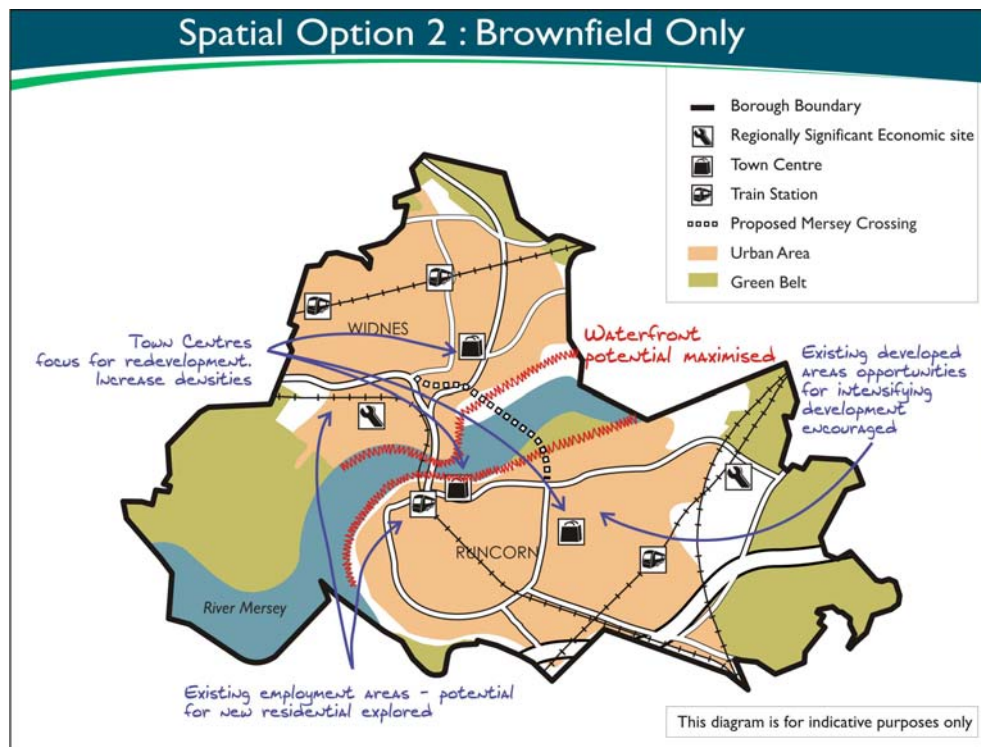 Spatial Option 2 : Brownfield Only
Borough Boundary
Regionally Significant Economic site
Town Centre
Train Station
Proposed Mersey Crossing
Urban Area
Green Belt
WIDNES
Town Centres
focus for redevelopment.
Increase densities
Waterfront
potential maximised
Existing developed
areas opportunities
for intensifying
development
encouraged
RUNCORN
River Mersey
Existing employment areas - potential
for new residential explored
This diagram is for indicative purposes only